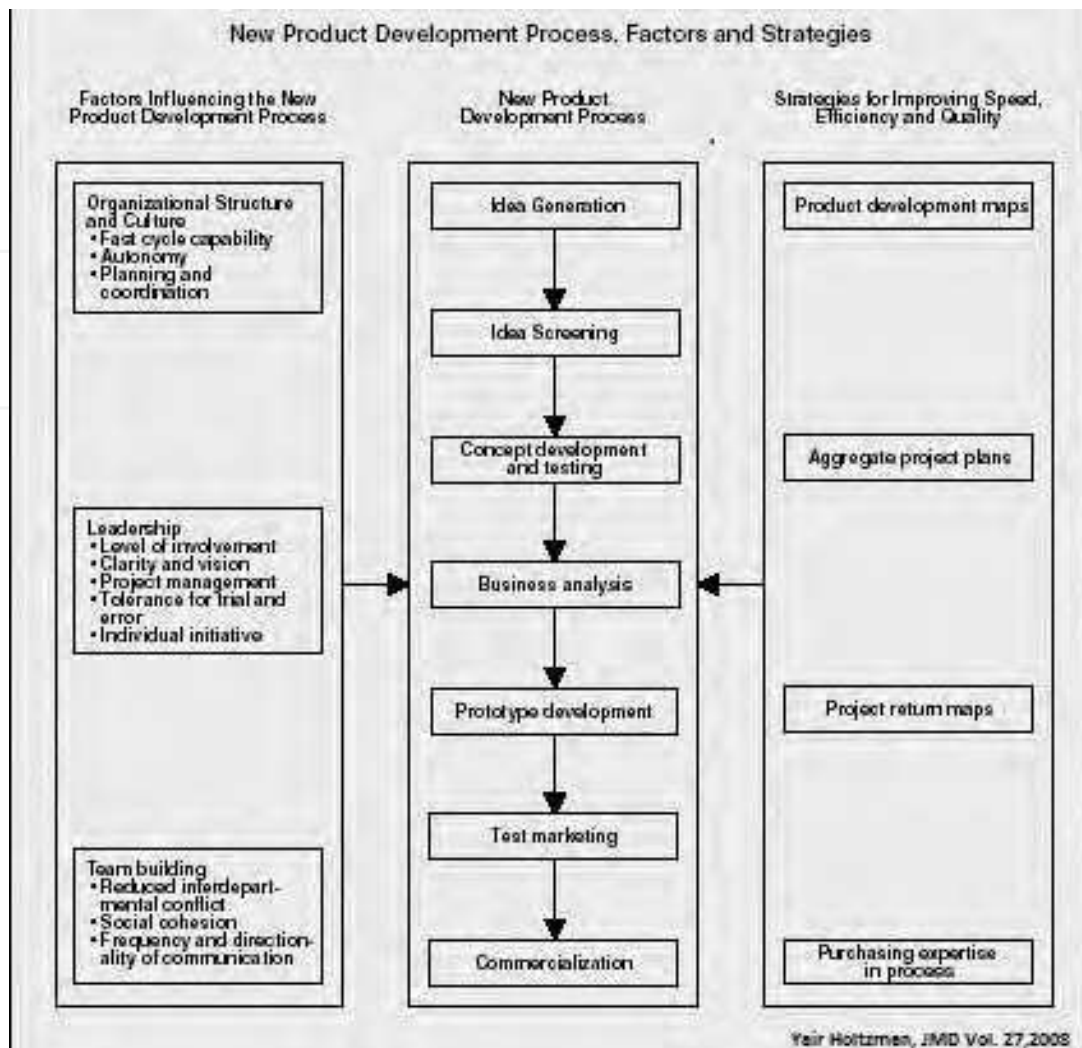 New Product Development Process, Factors and Strategies
Factors Influencing the New
Product Development Process
Organizational Structure
and Culture
• Fast cycle capability
• Autonomy
• Planning and
coordination
Leadership
• Level of involvement
• Clarity and vision
• Project management
• Tolerance for trial and
error
• Individual initiative
Team building
• Reduced interdepart-
mental conflict
• Social cohesion
• Frequency and direction-
ality of communication
New Product
Development Process
Idea Generation
Idea Screening
Concept development
and testing
Business analysis
Prototype development
Test marketing
Commercialization
Strategies for Improving Speed,
Efficiency and Quality
Product development maps
Aggregate project plans
Project return maps
Purchasing expertise
in process
Yair Holtzman, JMD Vol. 27,2008